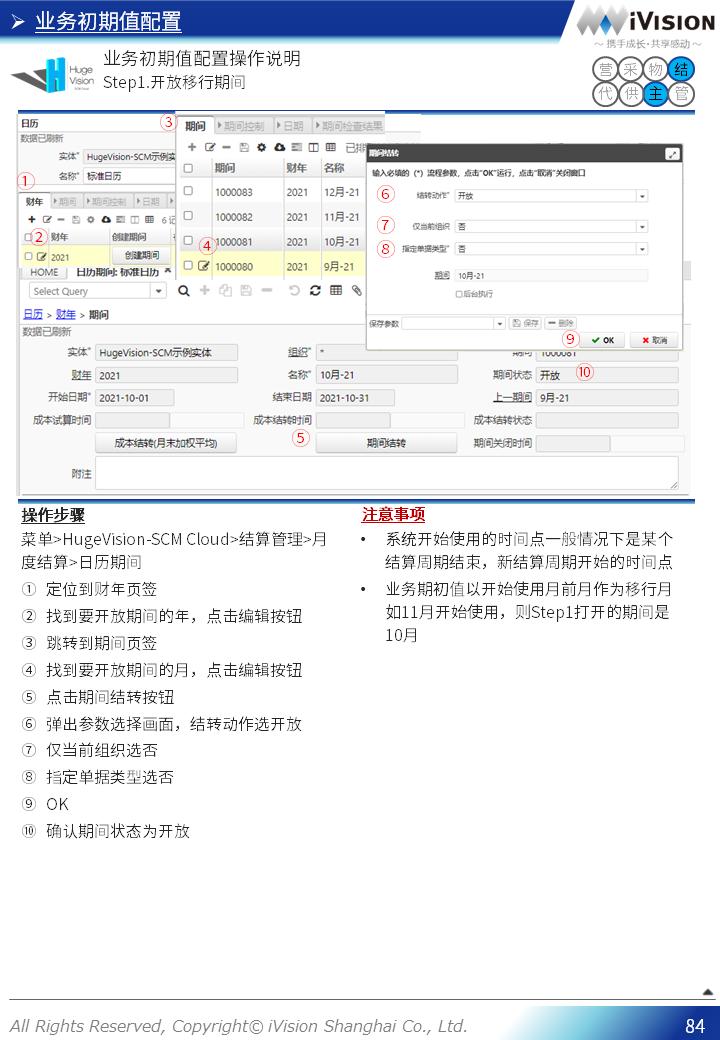 业务初期值配置
iVISION
～ 携手成长·共享感动 ～
Huge
Vision
业务初期值配置操作说明
Step1.开放移行期间
营 采 物 结
代 供 主 管
日历
数据已刷新
实体* HugeVision-SCM示例实
名称* 标准日历
①
财年 期间 期间控制 日期
6 记
② 财年 创建期间
2021 创建期间
③ 期间 期间控制 日期 期间检查结果
已排
期间 财年 名称
1000083 2021 12月-21
1000082 2021 11月-21
1000081 2021 10月-21
④ 1000080 2021 9月-21
期间结转
输入必填的 (*) 流程参数，点击"OK"运行，点击"取消"关闭窗口
⑥ 结转动作* 开放
⑦ 仅当前组织* 否
⑧ 指定单据类型* 否
期间 10月-21
后台执行
保存参数 保存 删除
⑨ OK 取消
HOME 日历期间: 标准日历
Select Query
日历 > 财年 > 期间
数据已刷新
实体* HugeVision-SCM示例实体 组织* * 期间 1000081
财年 2021 名称* 10月-21 期间状态 开放 ⑩
开始日期* 2021-10-01 结束日期 2021-10-31 上一期间 9月-21
成本试算时间 成本结转时间 成本结转状态
成本结转(月末加权平均) ⑤ 期间结转 期间关闭时间
附注
操作步骤
菜单>HugeVision-SCM Cloud>结算管理>月
度结算>日历期间
① 定位到财年页签
② 找到要开放期间的年，点击编辑按钮
③ 跳转到期间页签
④ 找到要开放期间的月，点击编辑按钮
⑤ 点击期间结转按钮
⑥ 弹出参数选择画面，结转动作选开放
⑦ 仅当前组织选否
⑧ 指定单据类型选否
⑨ OK
⑩ 确认期间状态为开放
注意事项
• 系统开始使用的时间点一般情况下是某个
结算周期结束，新结算周期开始的时间点
• 业务期初值以开始使用月前月作为移行月
如11月开始使用，则Step1打开的期间是
10月
All Rights Reserved, Copyright© iVision Shanghai Co., Ltd.
84